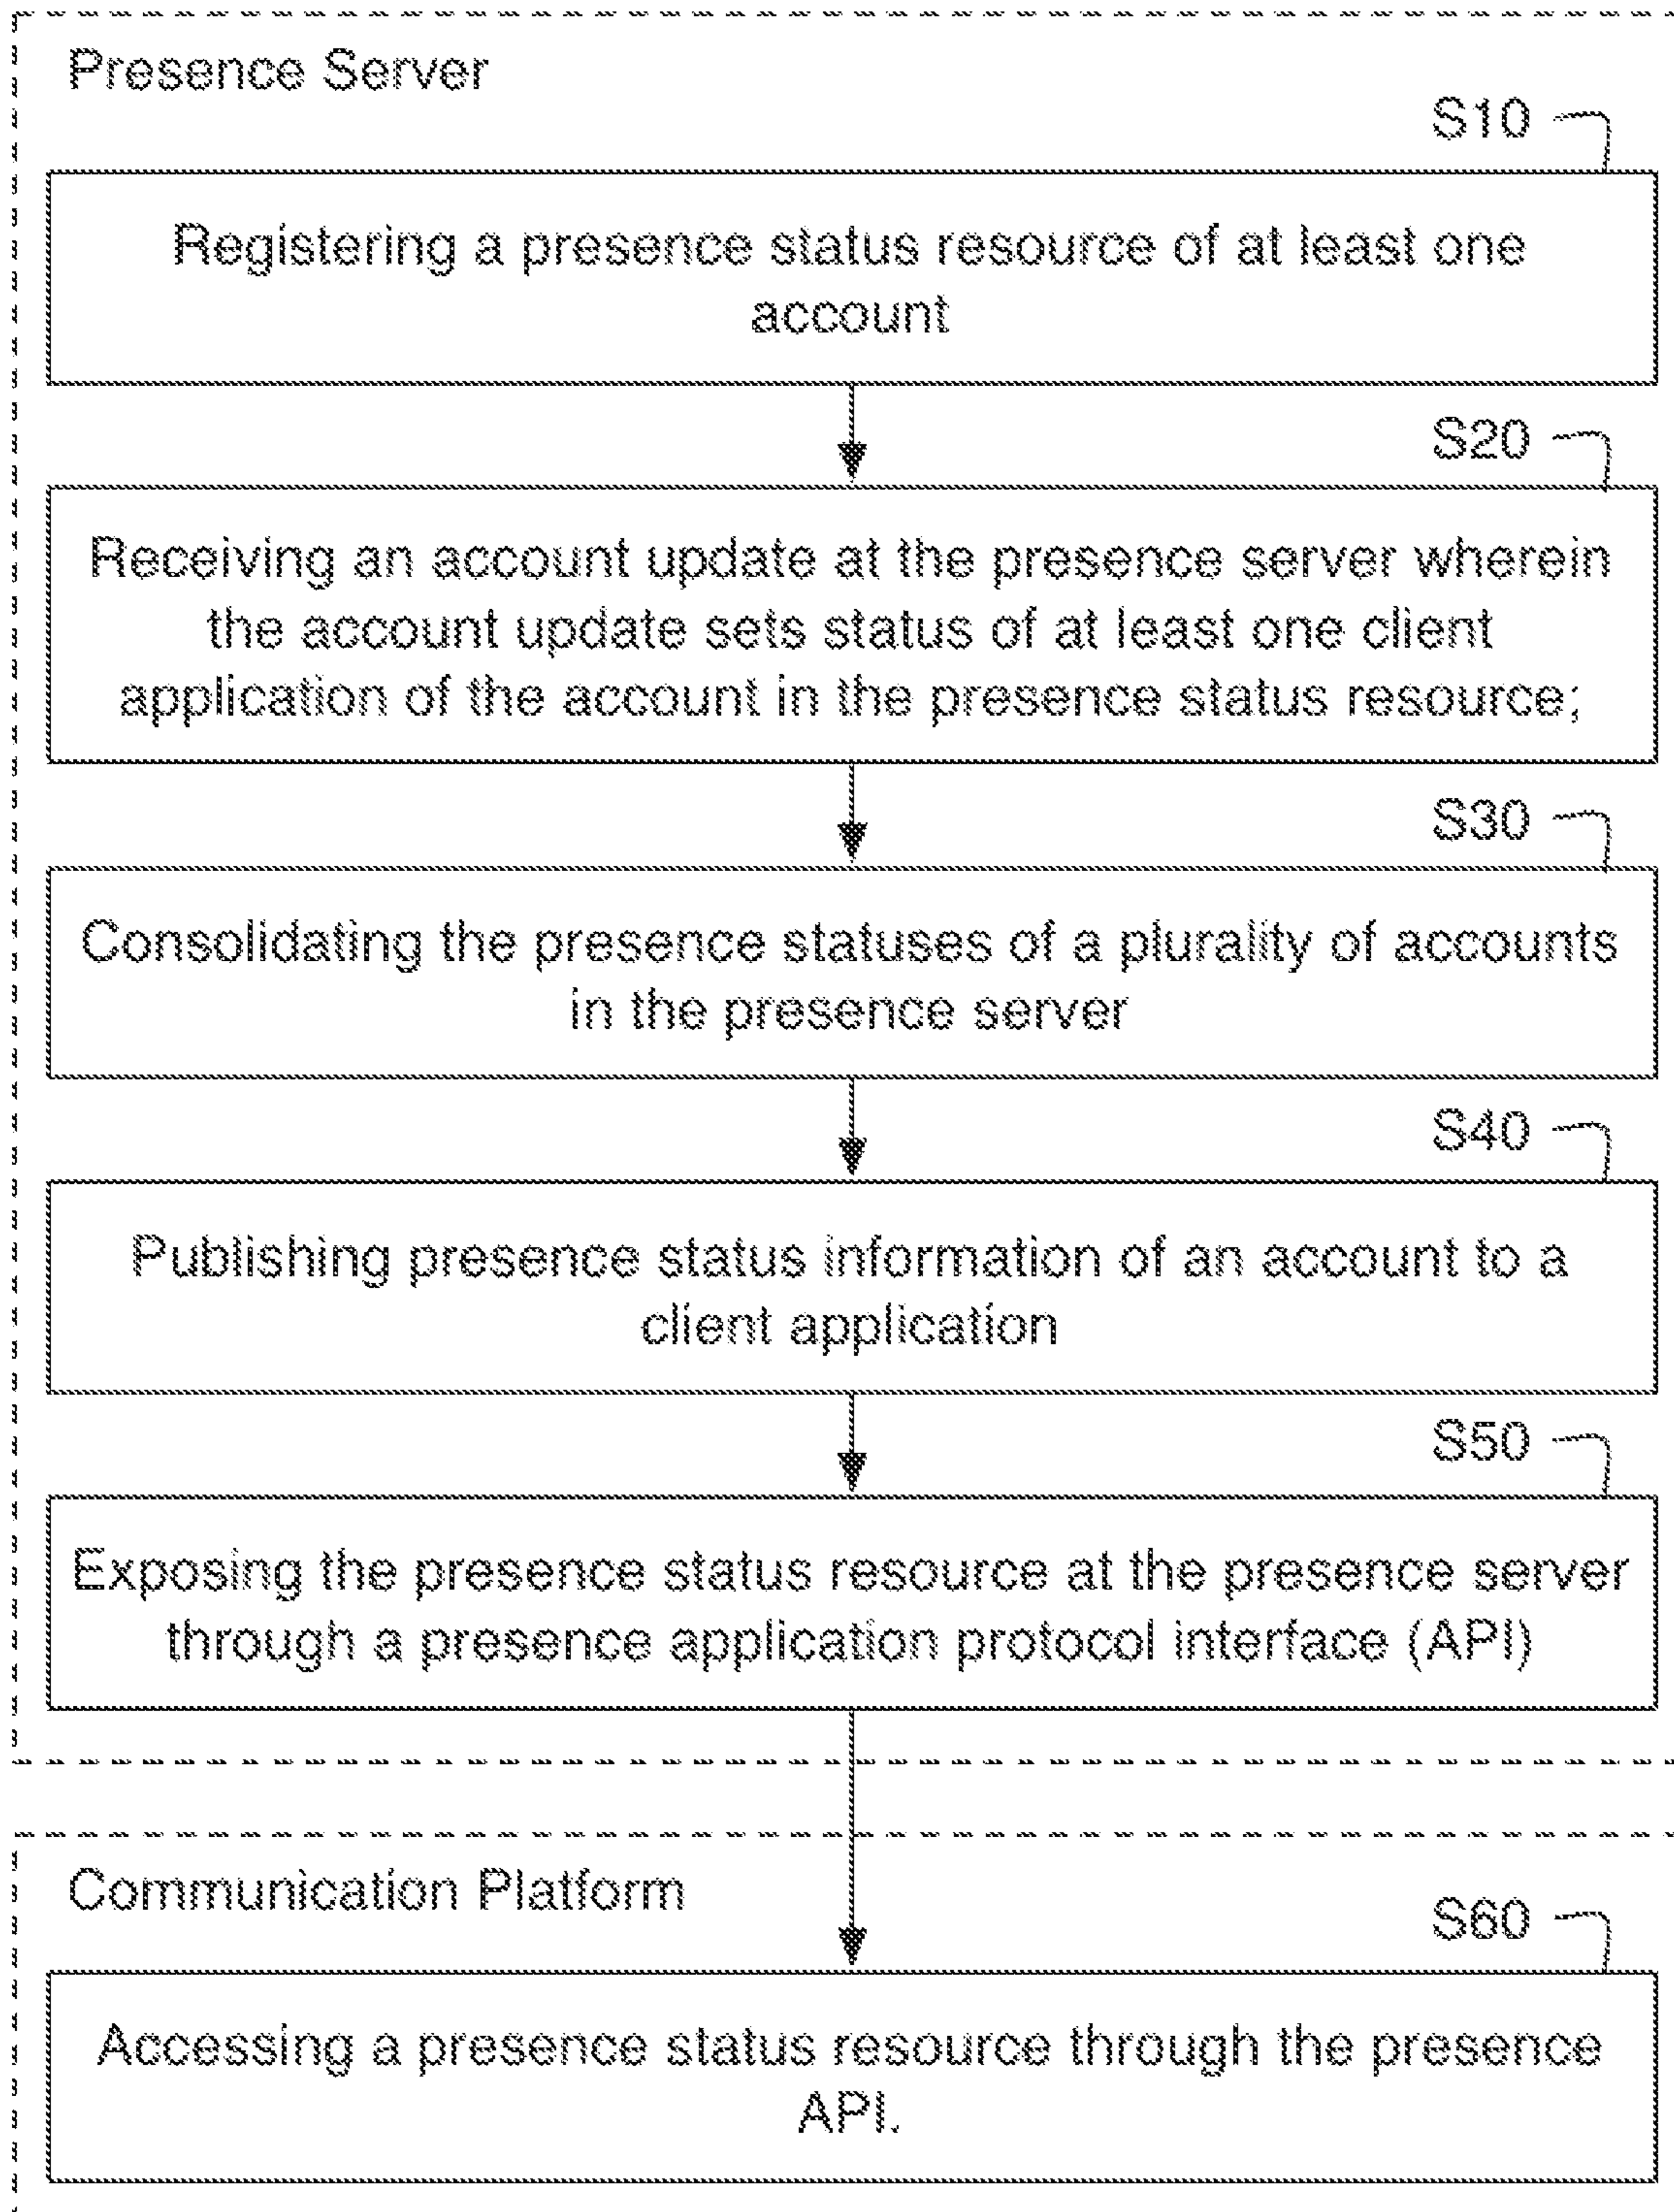 Presence Server
S10
Registering a presence status resource of at least one
account
S20
Receiving an account update at the presence server wherein
the account update sets status of at least one client
application of the account in the presence status resource;
S30
Consolidating the presence statuses of a plurality of accounts
in the presence server
S40
Publishing presence status information of an account to a
client application
S50
Exposing the presence status resource at the presence server
through a presence application protocol interface (API)
Communication Platform
S60
Accessing a presence status resource through the presence
API.